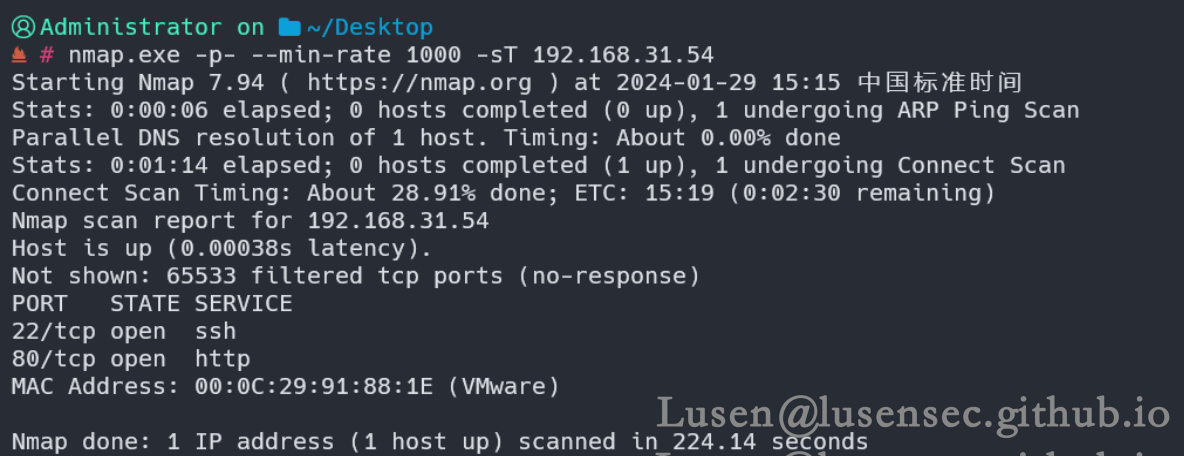 Administrator on ~/Desktop
# nmap.exe -p- --min-rate 1000 -sT 192.168.31.54
Starting Nmap 7.94 ( https://nmap.org ) at 2024-01-29 15:15 中国标准时间
Stats: 0:00:06 elapsed; 0 hosts completed (0 up), 1 undergoing ARP Ping Scan
Parallel DNS resolution of 1 host. Timing: About 0.00% done
Stats: 0:01:14 elapsed; 0 hosts completed (1 up), 1 undergoing Connect Scan
Connect Scan Timing: About 28.91% done; ETC: 15:19 (0:02:30 remaining)
Nmap scan report for 192.168.31.54
Host is up (0.00038s latency).
Not shown: 65533 filtered tcp ports (no-response)
PORT   STATE SERVICE
22/tcp open  ssh
80/tcp open  http
MAC Address: 00:0C:29:91:88:1E (VMware)
Lusen@lusensec.github.io
Nmap done: 1 IP address (1 host up) scanned in 224.14 seconds